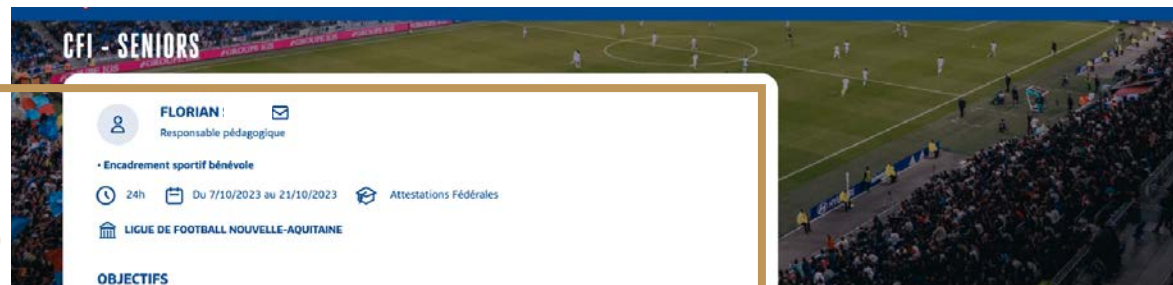 CFI - SENIORS
FLORIAN
Responsable pédagogique
• Encadrement sportif bénévole
24h Du 7/10/2023 au 21/10/2023 Attestations Fédérales
LIGUE DE FOOTBALL NOUVELLE-AQUITAINE
OBJECTIFS